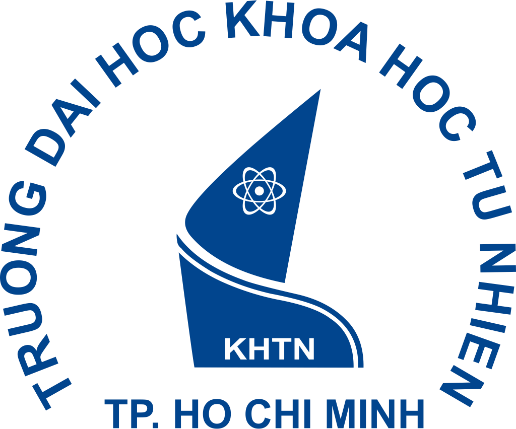 TRUONG DAI HOC KHOA HOC TU NHIEN
KHTN
TP. HO CHI MINH